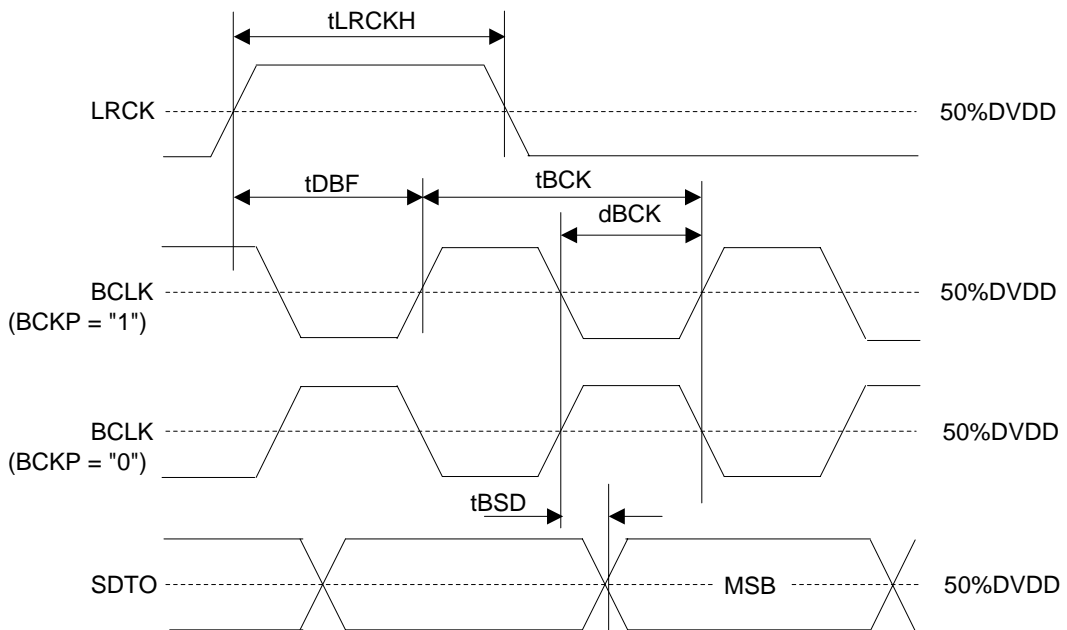 tLRCKH
LRCK
50%DVDD
tDBF
tBCK
dBCK
BCLK
(BCKP = "1")
50%DVDD
BCLK
(BCKP = "0")
50%DVDD
tBSD
SDTO
MSB
50%DVDD